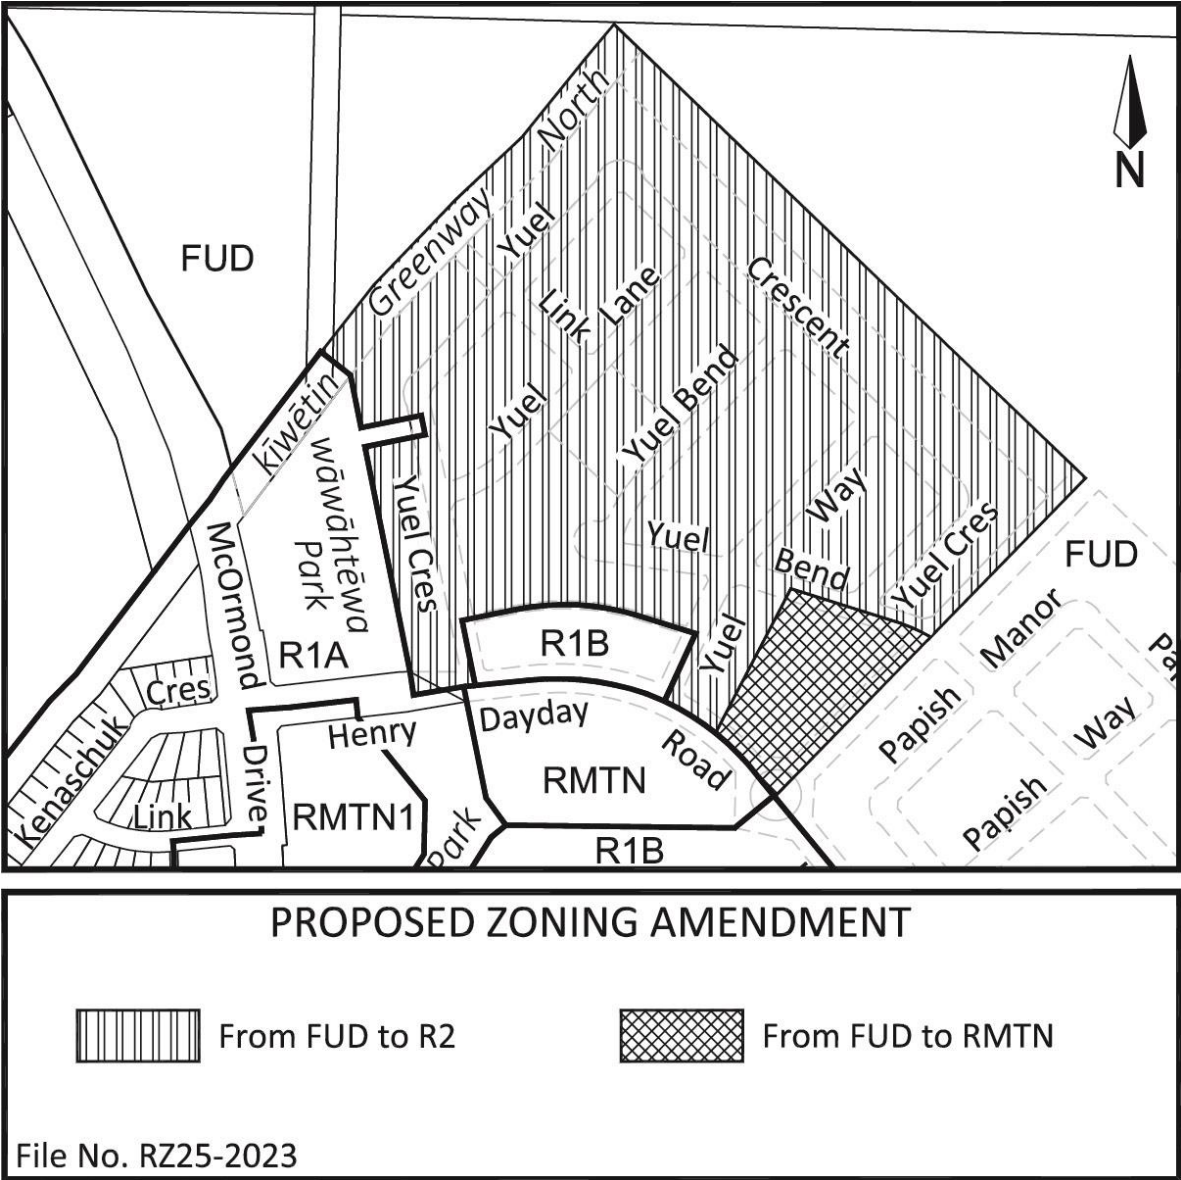 North
N
Greenway
Yuel
FUD
Crescent
Link
Lane
kīwētin
Yuel
Yuel Bend
wāwāhtēwa
Park
Yuel Cres
Way
Yuel Cres
McOrmond
Yuel
Bend
FUD
Manor
R1A
R1B
Yuel
Cres
Papish
Way
Kenaschuk
Henry
Dayday
Road
Drive
Link
RMTN1
RMTN
Papish
Park
R1B
PROPOSED ZONING AMENDMENT
From FUD to R2
From FUD to RMTN
File No. RZ25-2023